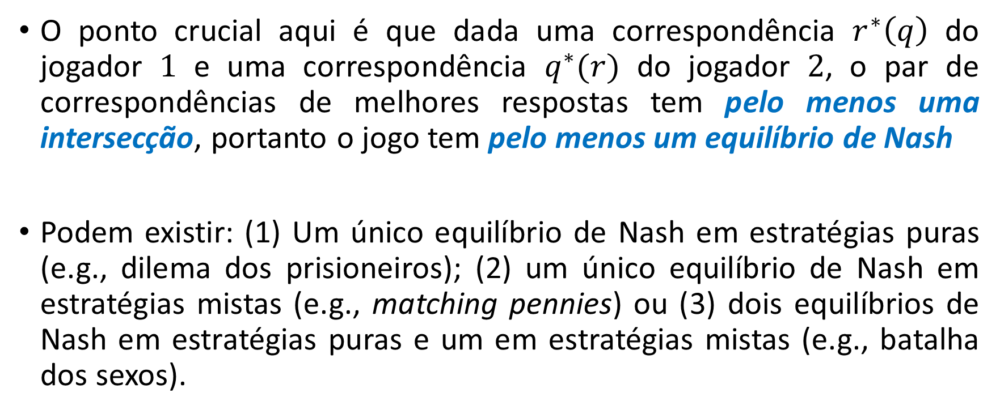 • O ponto crucial aqui é que dada uma correspondência r*(q) do
jogador 1 e uma correspondência q*(r) do jogador 2, o par de
correspondências de melhores respostas tem pelo menos uma
intersecção, portanto o jogo tem pelo menos um equilíbrio de Nash
• Podem existir: (1) Um único equilíbrio de Nash em estratégias puras
(e.g., dilema dos prisioneiros); (2) um único equilíbrio de Nash em
estratégias mistas (e.g., matching pennies) ou (3) dois equilíbrios de
Nash em estratégias puras e um em estratégias mistas (e.g., batalha
dos sexos).